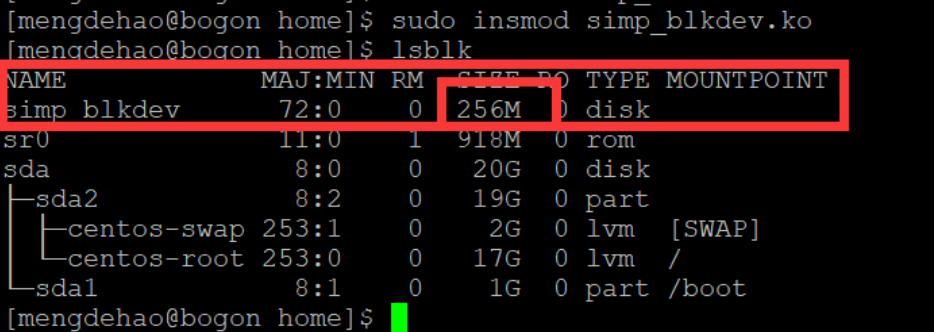 [mengdehao@bogon home]$ sudo insmod simp_blkdev.ko
[mengdehao@bogon home]$ lsblk
NAME MAJ:MIN RM SIZE RO TYPE MOUNTPOINT
simp_blkdev 72:0 0 256M 0 disk
sr0 11:0 1 918M 0 rom
sda 8:0 0 20G 0 disk
├─sda2 8:2 0 19G 0 part
│ ├─centos-swap 253:1 0 2G 0 lvm [SWAP]
│ └─centos-root 253:0 0 17G 0 lvm /
└─sda1 8:1 0 1G 0 part /boot
[mengdehao@bogon home]$